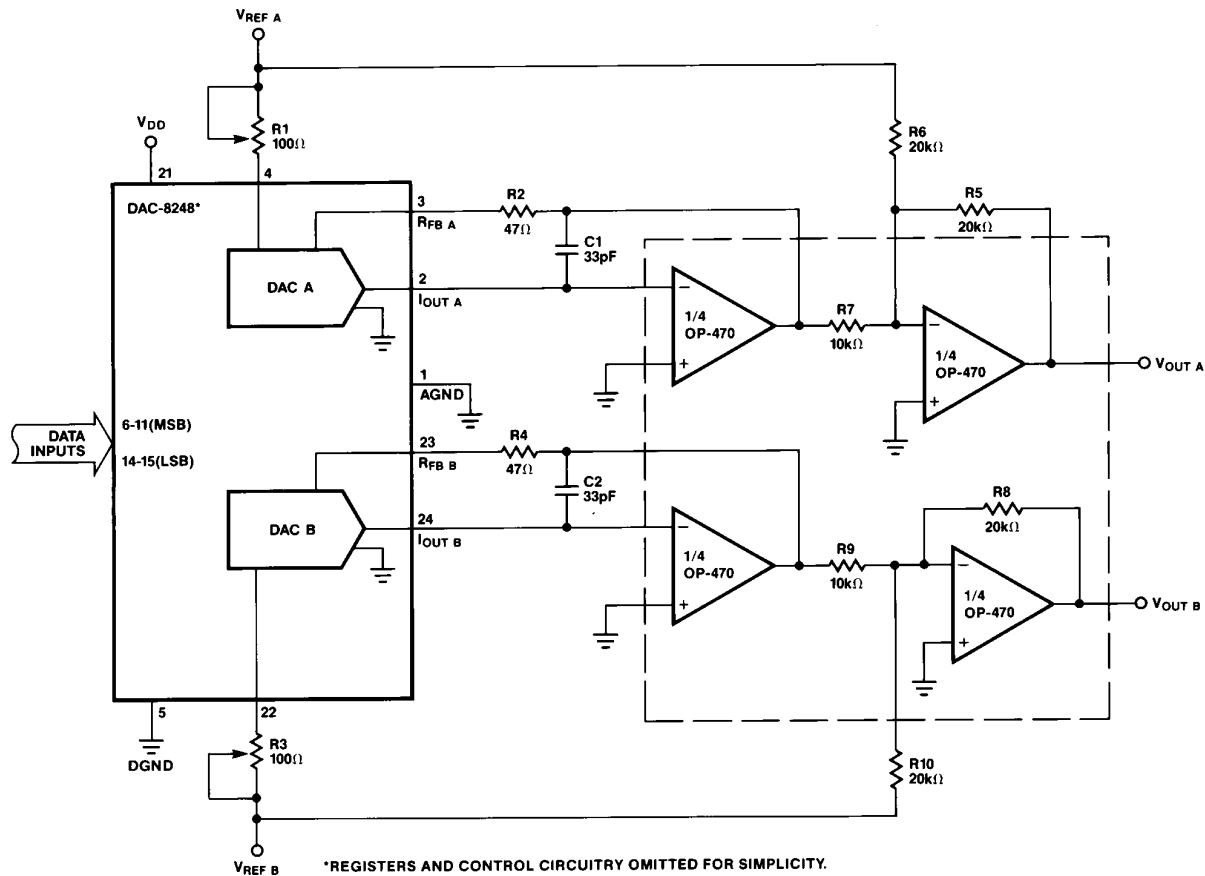 VREF A
VDD
21
R1
100Ω
4
R6
20kΩ
DAC-8248*
3
RFB A
R2
47Ω
R5
20kΩ
C1
33pF
DAC A
2
IOUT A
−
1/4
OP-470
+
R7
10kΩ
−
1/4
OP-470
+
VOUT A
1
AGND
DATA
INPUTS
6-11(MSB)
14-15(LSB)
23
RFB B
R4
47Ω
C2
33pF
DAC B
24
IOUT B
−
1/4
OP-470
+
R9
10kΩ
R8
20kΩ
−
1/4
OP-470
+
VOUT B
5
DGND
22
R3
100Ω
R10
20kΩ
VREF B
*REGISTERS AND CONTROL CIRCUITRY OMITTED FOR SIMPLICITY.